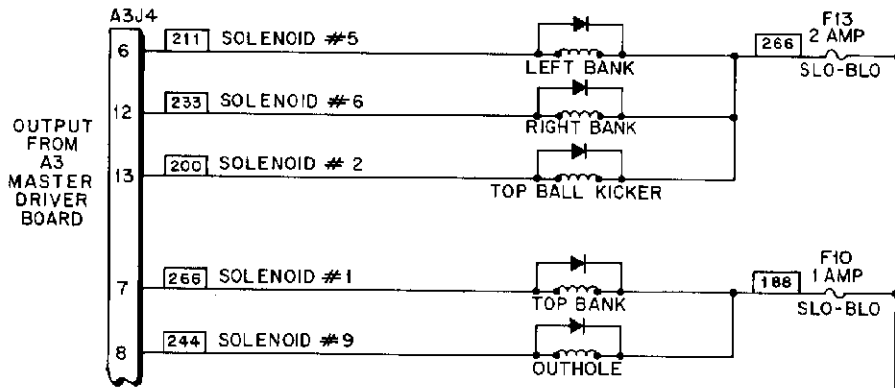 A3J4
6
211 SOLENOID #5
LEFT BANK
266
F13
2 AMP
SLO-BLO
12
233 SOLENOID #6
RIGHT BANK
OUTPUT
FROM
A3
MASTER
DRIVER
BOARD
13
200 SOLENOID # 2
TOP BALL KICKER
7
266 SOLENOID #1
TOP BANK
188
F10
1 AMP
SLO-BLO
8
244 SOLENOID #9
OUTHOLE